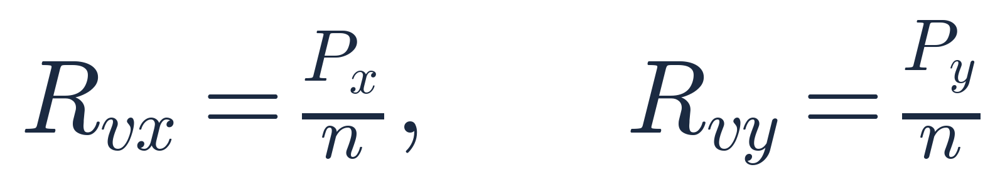 $R_{vx} = \frac{P_x}{n}, \qquad R_{vy} = \frac{P_y}{n}$